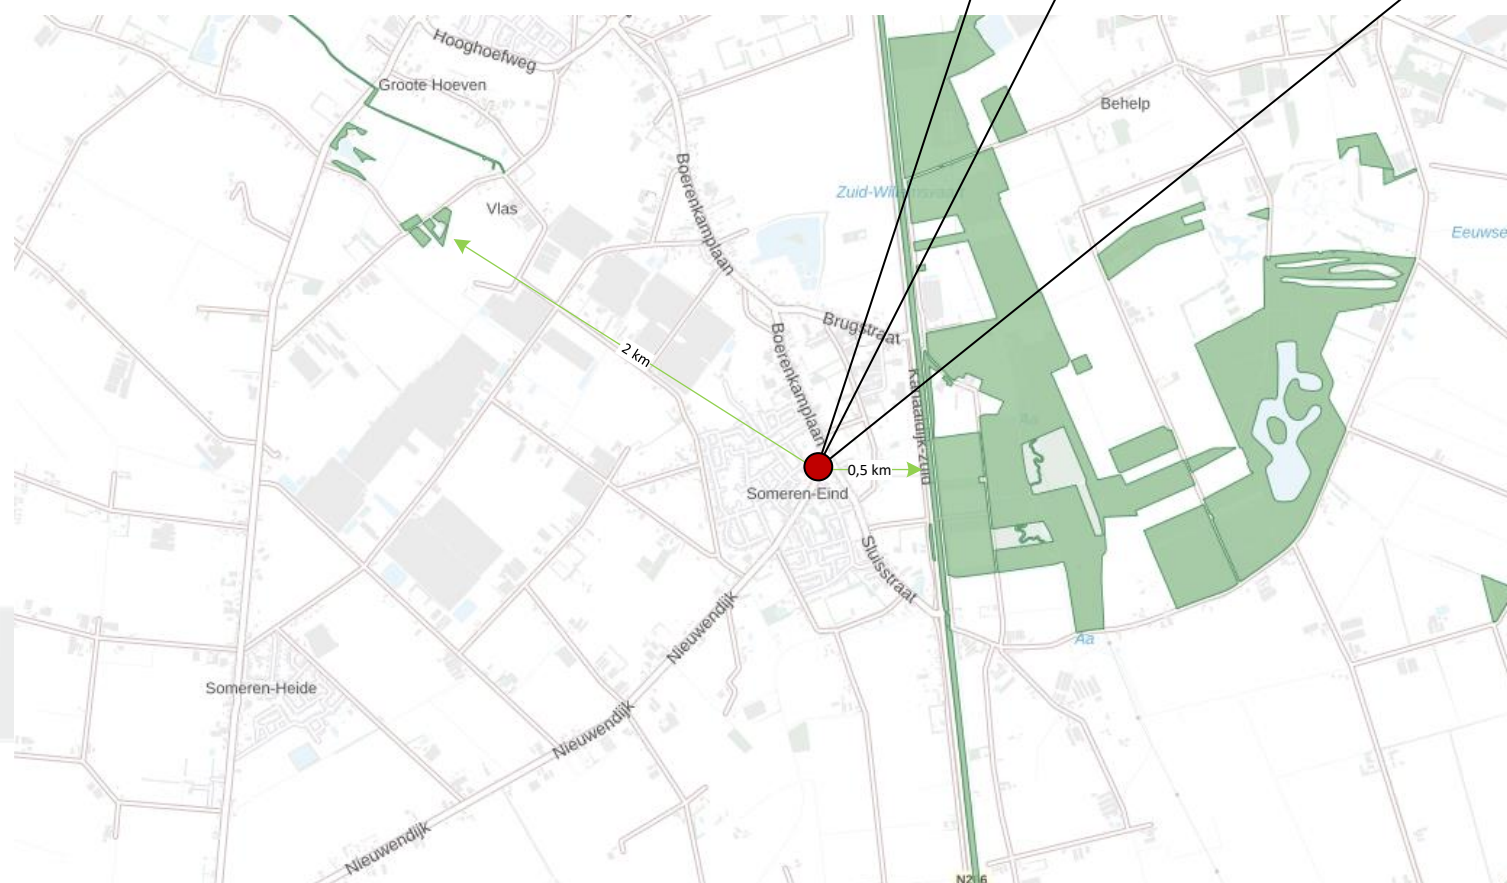 Hooghoefweg
Groote Hoeven
Behelp
Boerenkamplaan
Zuid-Willemsvaart
Vlas
Eeuwse
Brugstraat
Boerenkamplaan
2 km
Kanaaldijk-Zuid
0,5 km
Someren-Eind
Sluisstraat
Nieuwendijk
Aa
Someren-Heide
Nieuwendijk
Nieuwendijk